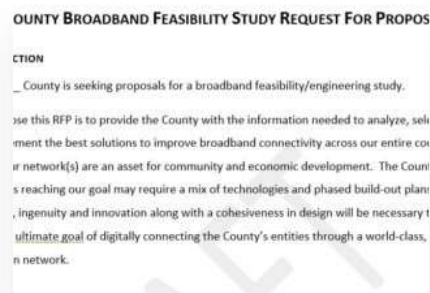 OUNTY BROADBAND FEASIBILITY STUDY REQUEST FOR PROPOS
CTION
_ County is seeking proposals for a broadband feasibility/engineering study.
se this RFP is to provide the County with the information needed to analyze, sel
ment the best solutions to improve broadband connectivity across our entire co
r network(s) are an asset for community and economic development. The Count
s reaching our goal may require a mix of technologies and phased build-out plan
, ingenuity and innovation along with a cohesiveness in design will be necessary t
ultimate goal of digitally connecting the County's entities through a world-class,
n network.